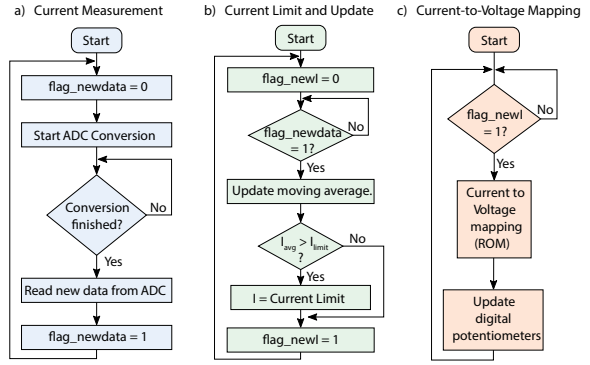 a) Current Measurement
Start
flag_newdata = 0
Start ADC Conversion
Conversion
finished?
No
Yes
Read new data from ADC
flag_newdata = 1
b) Current Limit and Update
Start
flag_newI = 0
flag_newdata
= 1?
No
Yes
Update moving average.
Iavg > Ilimit
?
No
Yes
I = Current Limit
flag_newI = 1
c) Current-to-Voltage Mapping
Start
flag_newI
= 1?
No
Yes
Current to
Voltage
mapping
(ROM)
Update
digital
potentiometers